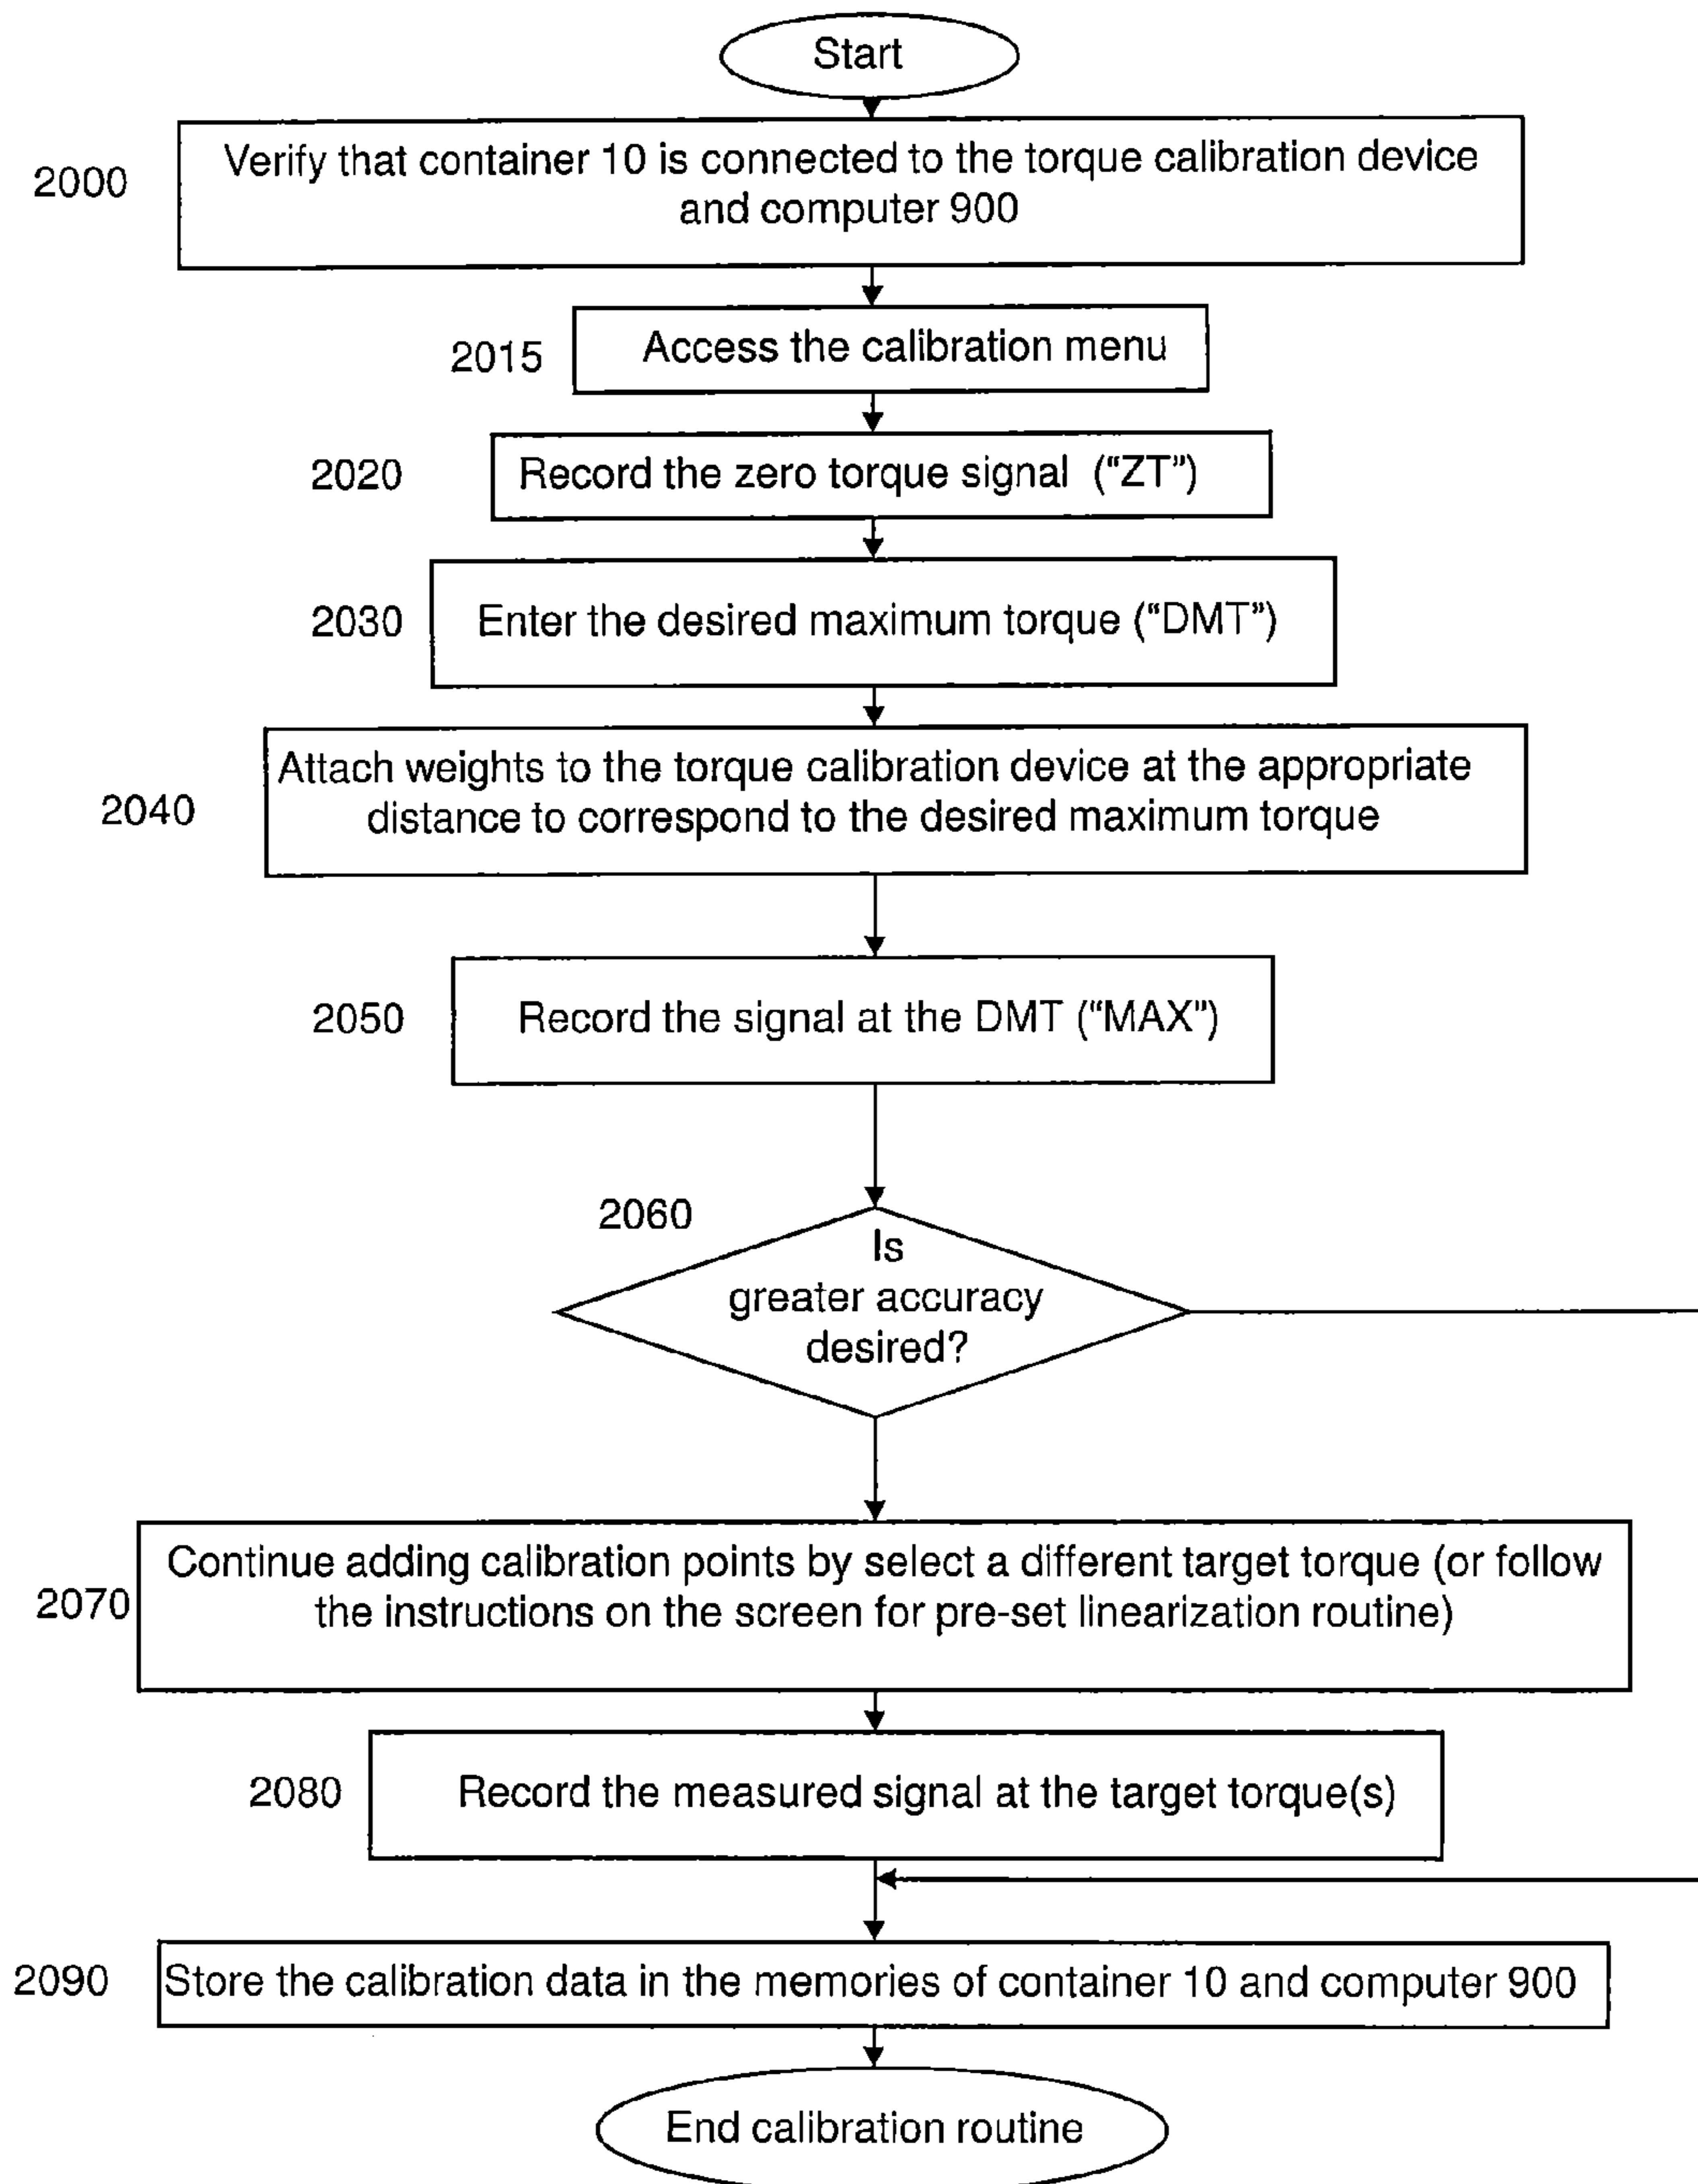 Start
2000
Verify that container 10 is connected to the torque calibration device
and computer 900
2015
Access the calibration menu
2020
Record the zero torque signal (“ZT”)
2030
Enter the desired maximum torque (“DMT”)
2040
Attach weights to the torque calibration device at the appropriate
distance to correspond to the desired maximum torque
2050
Record the signal at the DMT (“MAX”)
2060
Is
greater accuracy
desired?
2070
Continue adding calibration points by select a different target torque (or follow
the instructions on the screen for pre-set linearization routine)
2080
Record the measured signal at the target torque(s)
2090
Store the calibration data in the memories of container 10 and computer 900
End calibration routine